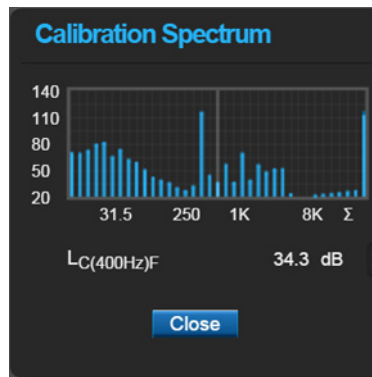 Calibration Spectrum
140
110
80
50
20
31.5 250 1K 8K Σ
LC(400Hz)F 34.3 dB
Close